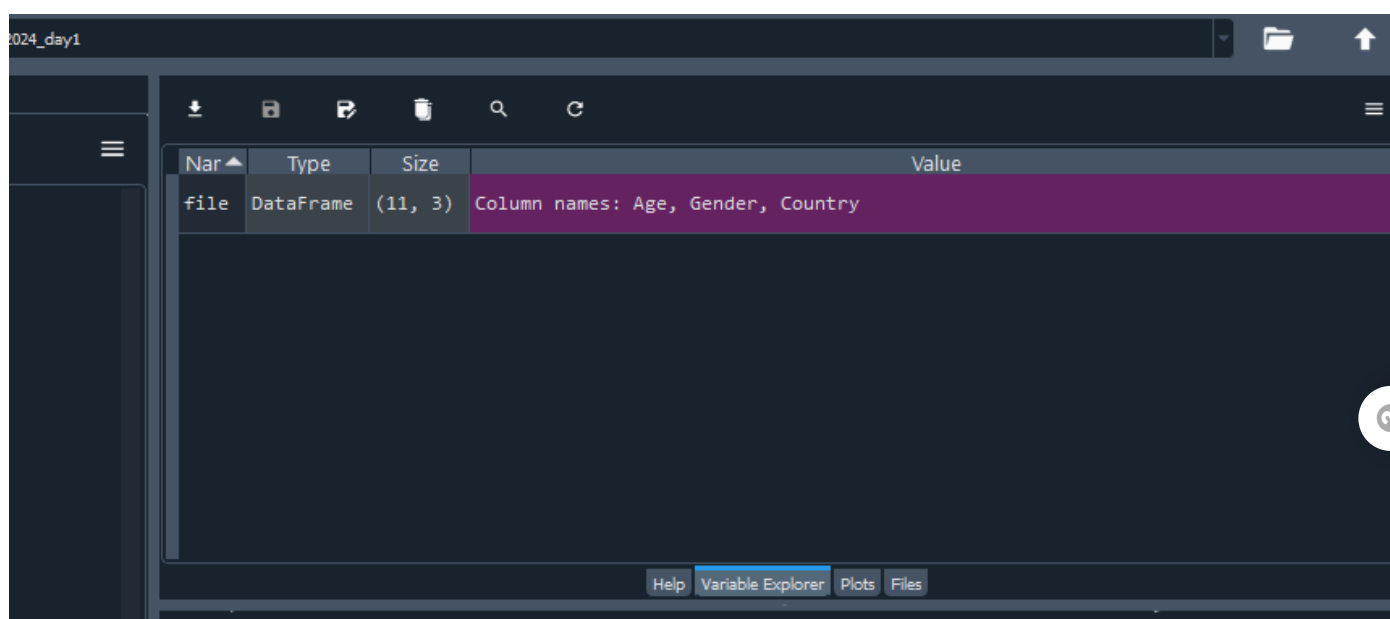 2024_day1
Nar Type Size Value
file DataFrame (11, 3) Column names: Age, Gender, Country
Help Variable Explorer Plots Files